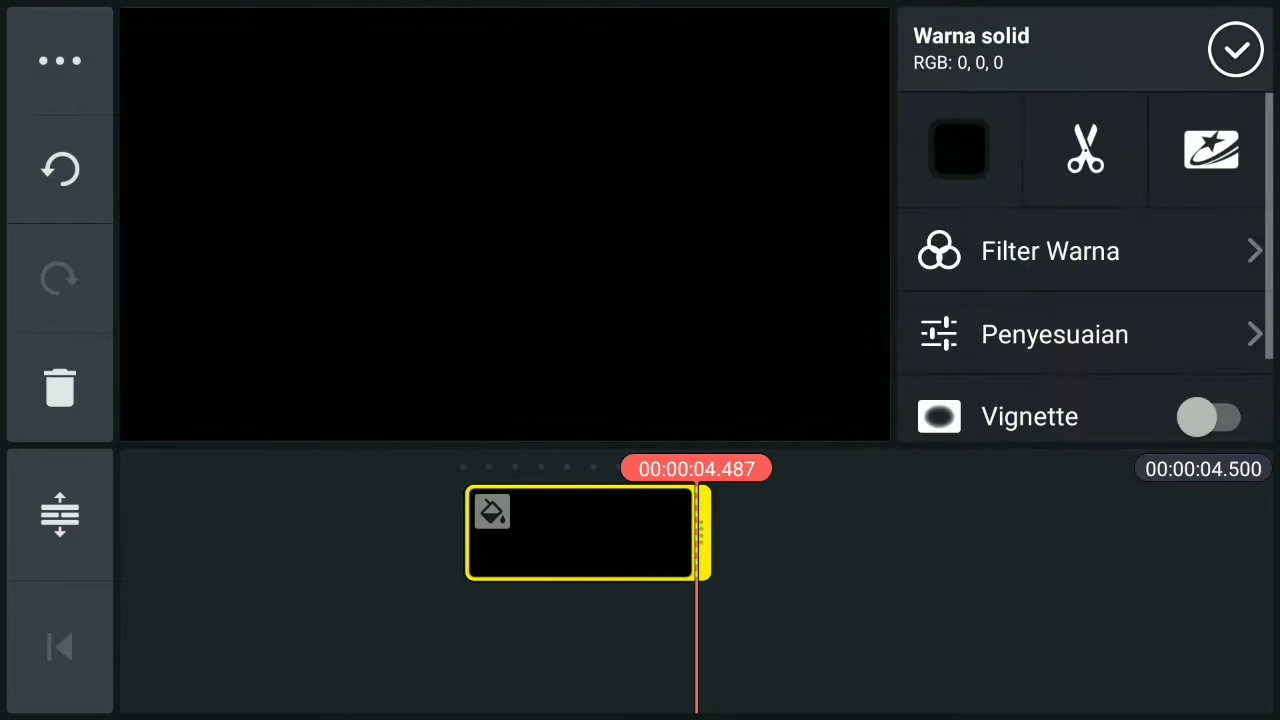 Warna solid
RGB: 0, 0, 0
Filter Warna
Penyesuaian
Vignette
00:00:04.487
00:00:04.500